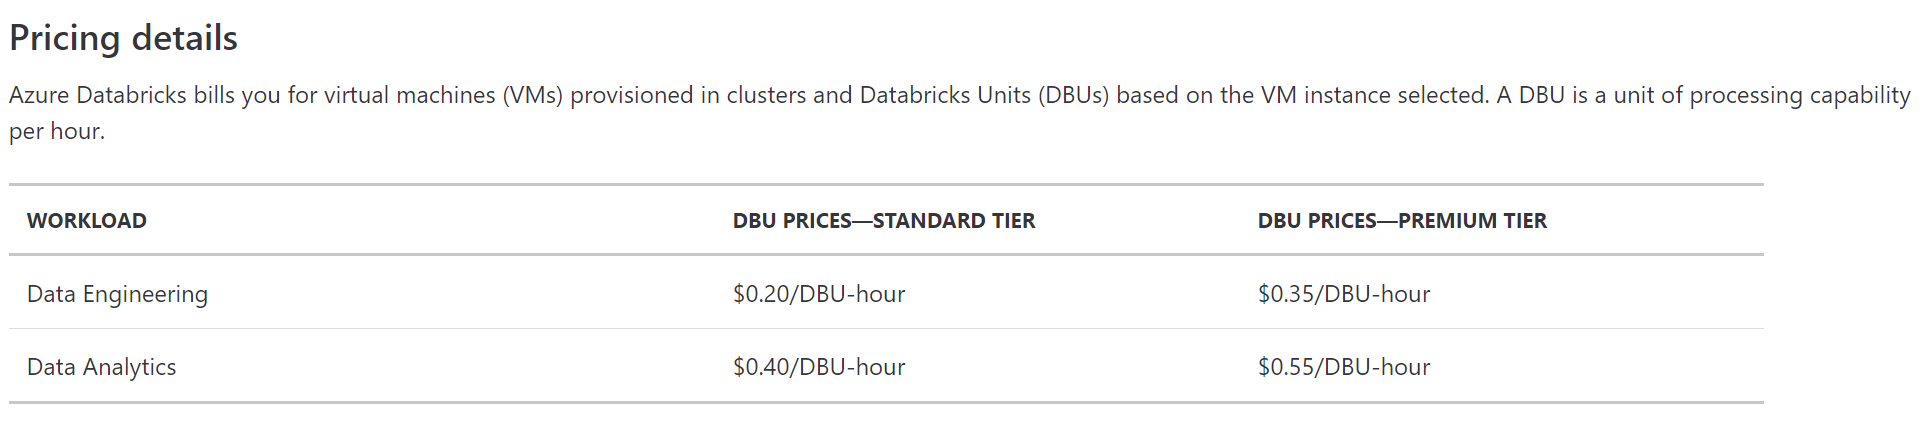 Pricing details
Azure Databricks bills you for virtual machines (VMs) provisioned in clusters and Databricks Units (DBUs) based on the VM instance selected. A DBU is a unit of processing capability
per hour.
WORKLOAD DBU PRICES—STANDARD TIER DBU PRICES—PREMIUM TIER
Data Engineering $0.20/DBU-hour $0.35/DBU-hour
Data Analytics $0.40/DBU-hour $0.55/DBU-hour